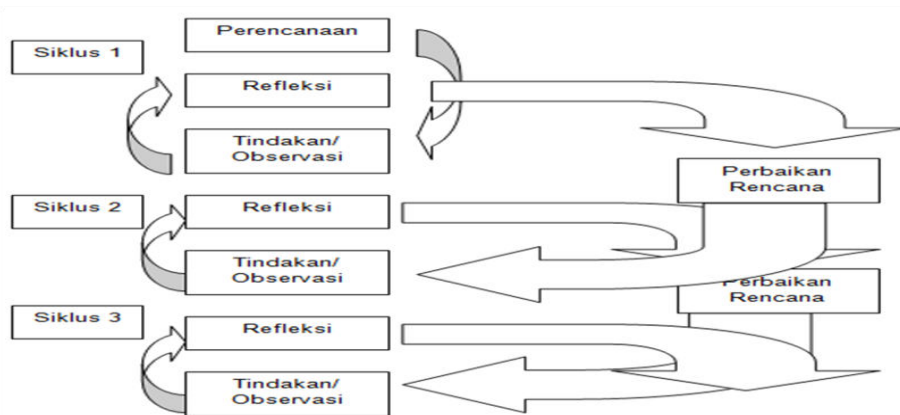 Perencanaan
Siklus 1
Refleksi
Tindakan/
Observasi
Perbaikan
Rencana
Siklus 2
Refleksi
Tindakan/
Observasi
Perbaikan
Rencana
Siklus 3
Refleksi
Tindakan/
Observasi